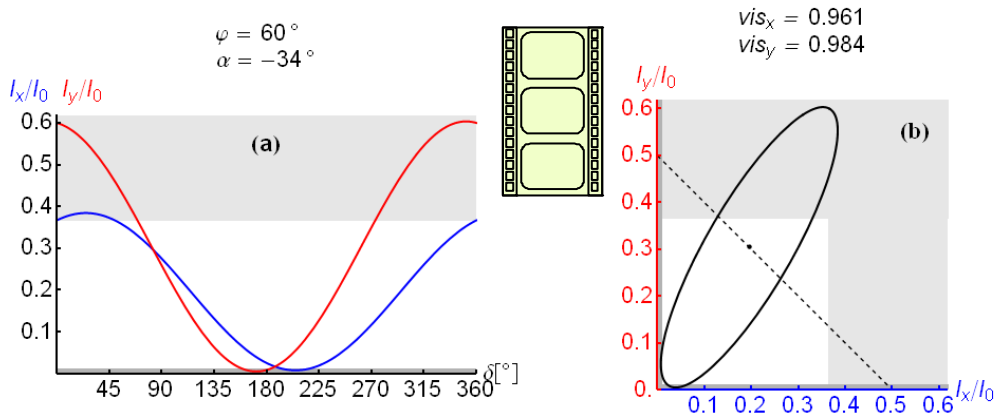 φ = 60 °
α = −34 °
I_x/I_0 I_y/I_0
0.6
0.5
0.4
0.3
0.2
0.1
(a)
45 90 135 180 225 270 315 360
δ[°]
vis_x = 0.961
vis_y = 0.984
I_y/I_0
0.6
0.5
0.4
0.3
0.2
0.1
0.
(b)
0.1 0.2 0.3 0.4 0.5 0.6
I_x/I_0